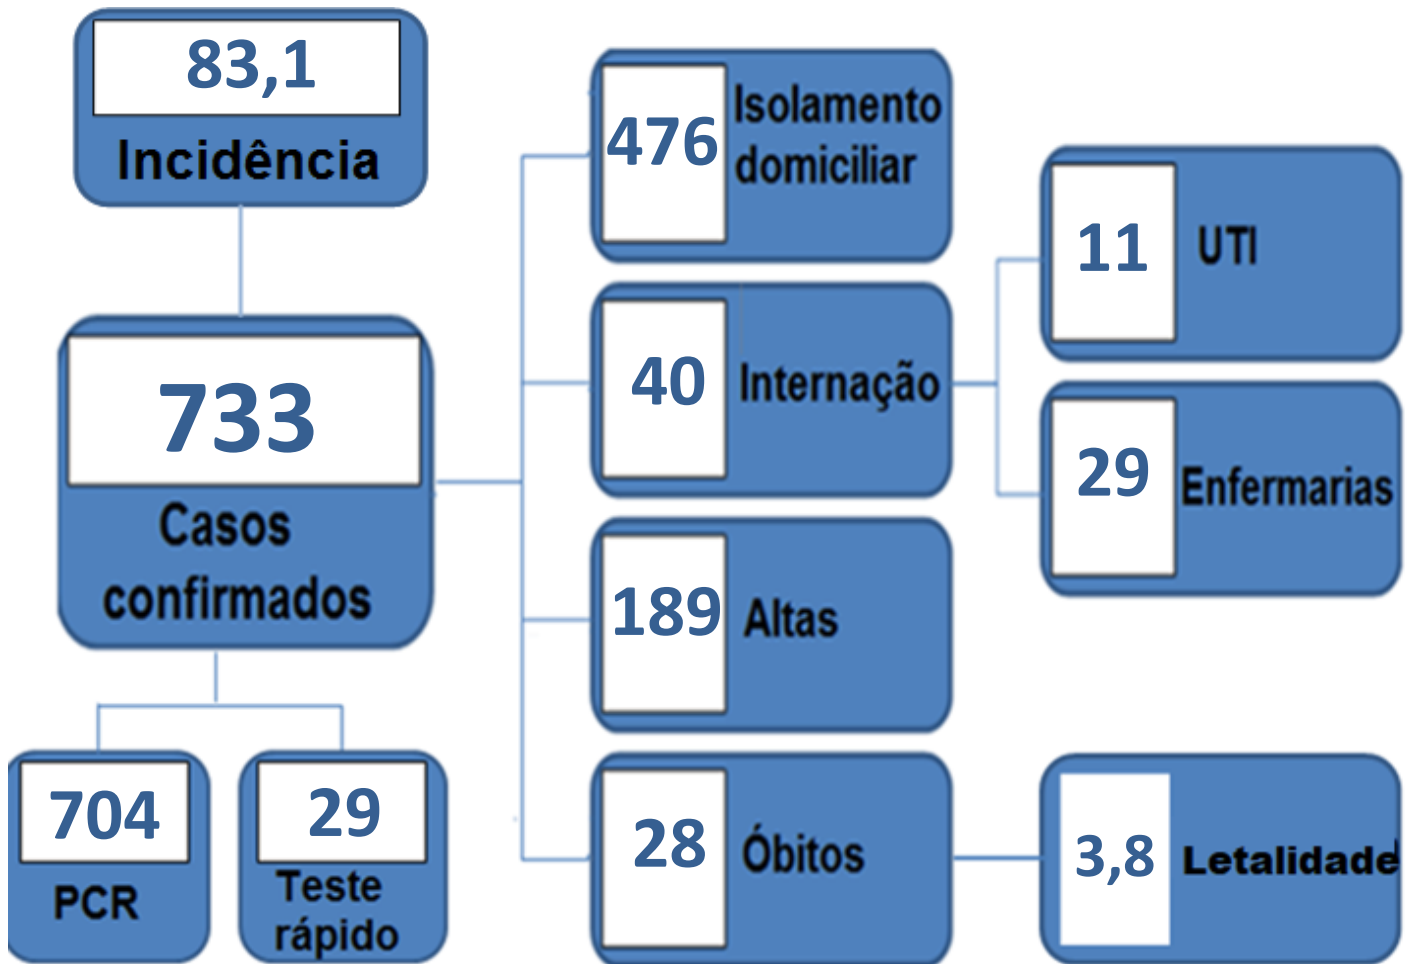 83,1
Incidência
733
Casos
confirmados
704
PCR
29
Teste
rápido
476
Isolamento
domiciliar
40
Internação
11
UTI
29
Enfermarias
189
Altas
28
Óbitos
3,8
Letalidade